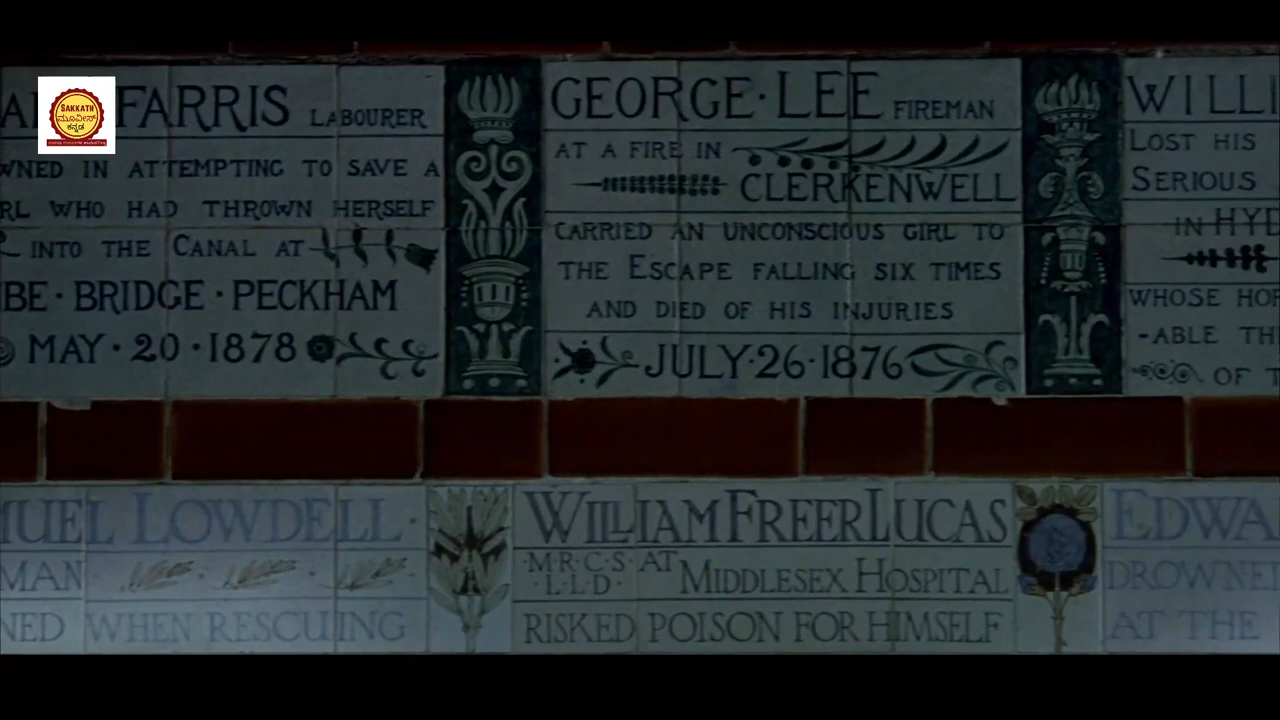 SAKKATH
ಮೂವೀಸ್
ಕನ್ನಡ
FARRIS LABOURER
WNED IN ATTEMPTING TO SAVE A
RL WHO HAD THROWN HERSELF
INTO THE CANAL AT
BE · BRIDGE · PECKHAM
MAY · 20 · 1878
GEORGE · LEE FIREMAN
AT A FIRE IN
CLERKENWELL
CARRIED AN UNCONSCIOUS GIRL TO
THE ESCAPE FALLING SIX TIMES
AND DIED OF HIS INJURIES
JULY · 26 · 1876
WILLI
LOST HIS
SERIOUS
IN HYD
WHOSE HOR
-ABLE TH
OF T
MUEL LOWDELL ·
MAN
NED WHEN RESCUING
WILLIAM FREER LUCAS
·M·R·C·S· AT
·L·L·D· MIDDLESEX HOSPITAL
RISKED POISON FOR HIMSELF
EDWA
DROWNE
AT THE